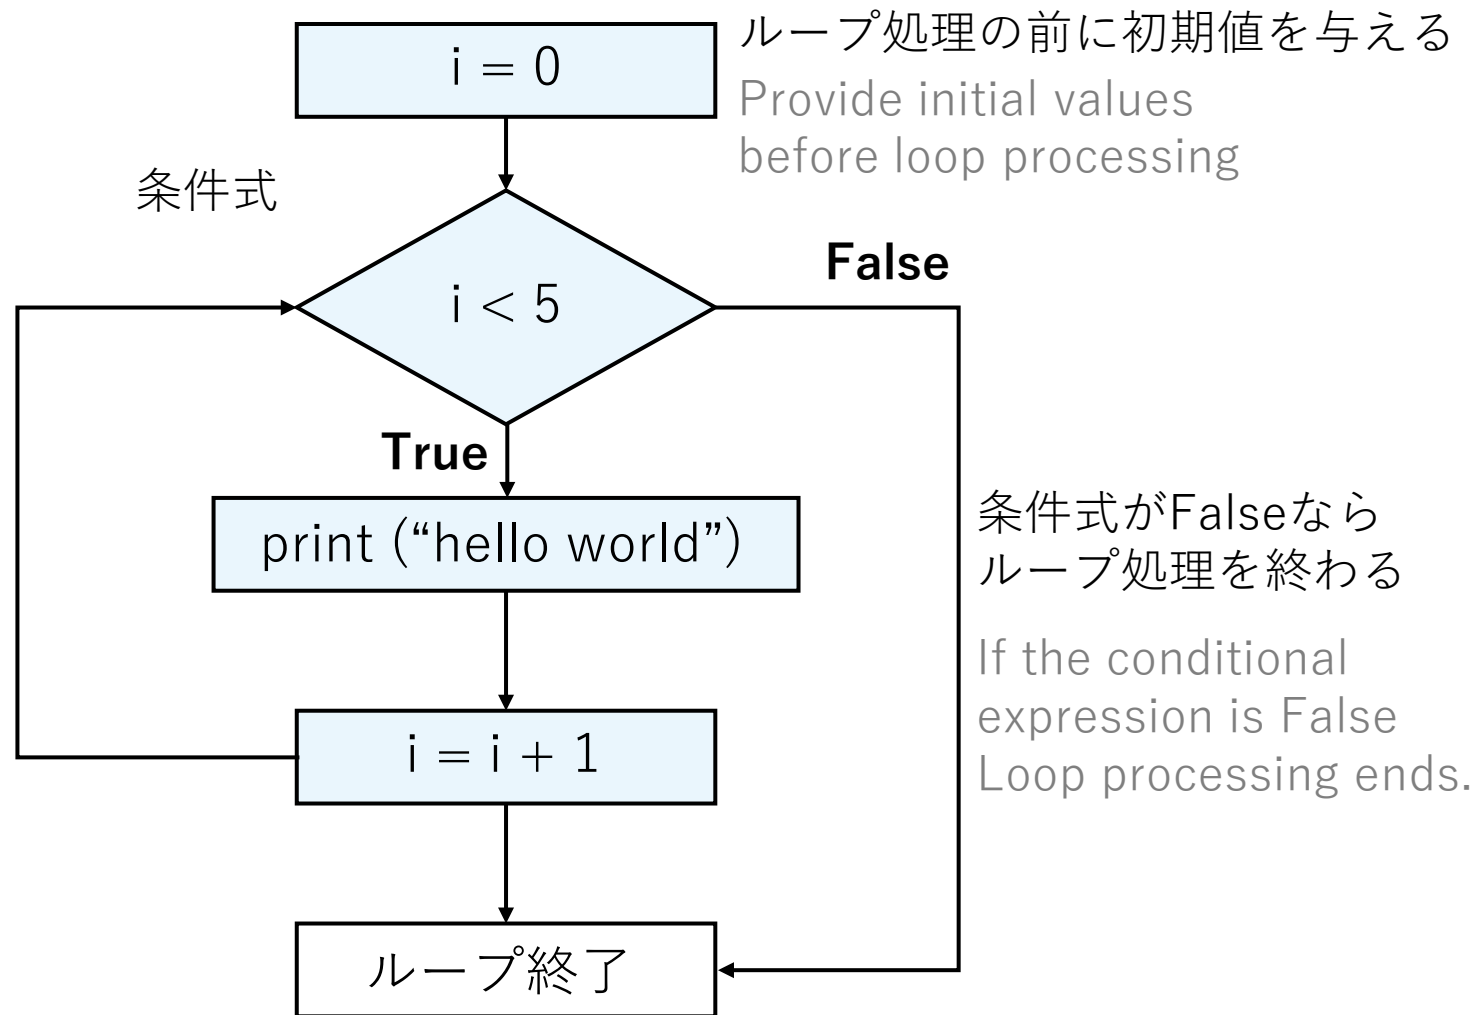 i = 0
ループ処理の前に初期値を与える
Provide initial values
before loop processing
条件式
i < 5
False
True
print (“hello world”)
条件式がFalseなら
ループ処理を終わる
If the conditional
expression is False
Loop processing ends.
i = i + 1
ループ終了